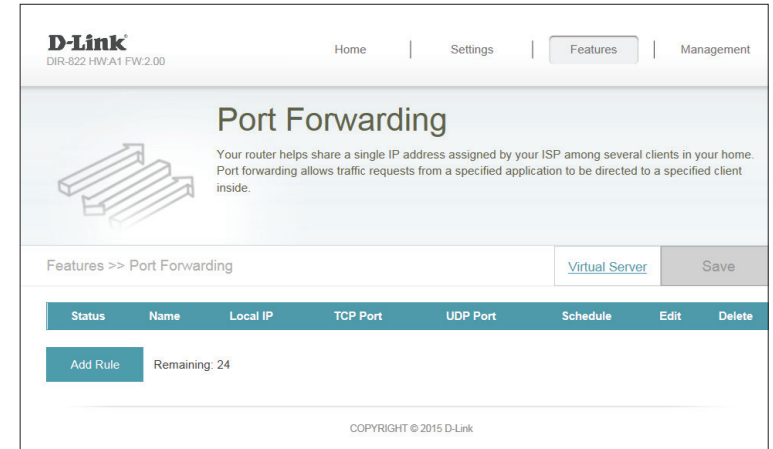 D-Link
DIR-822 HW:A1 FW:2.00
Home | Settings | Features | Management
Port Forwarding
Your router helps share a single IP address assigned by your ISP among several clients in your home.
Port forwarding allows traffic requests from a specified application to be directed to a specified client
inside.
Features >> Port Forwarding Virtual Server Save
Status Name Local IP TCP Port UDP Port Schedule Edit Delete
Add Rule Remaining: 24
COPYRIGHT © 2015 D-Link